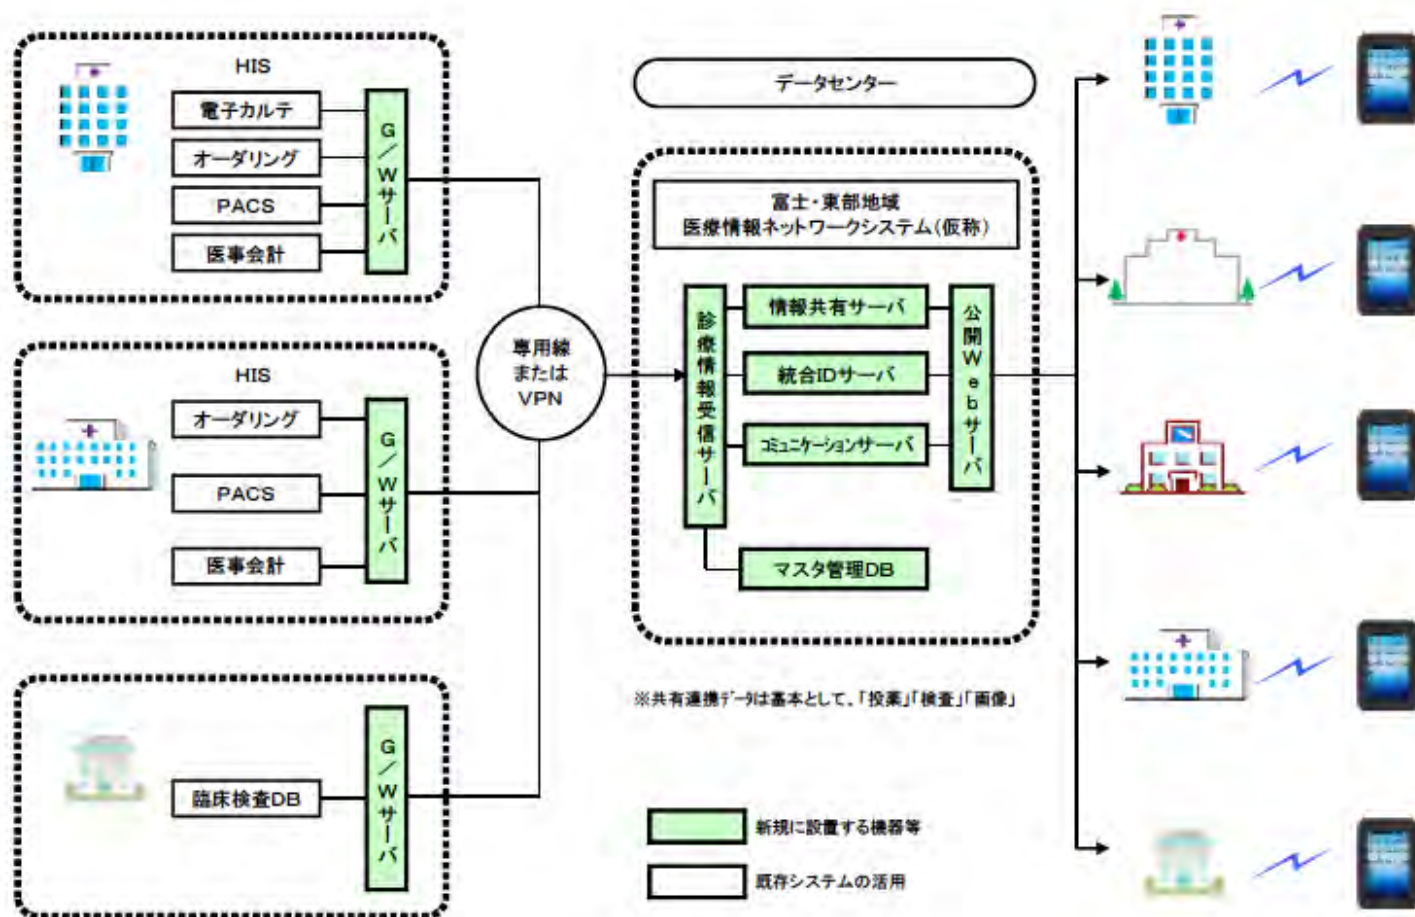 HIS
電子カルテ
オーダリング
PACS
医事会計
G/Wサーバ
HIS
オーダリング
PACS
医事会計
G/Wサーバ
臨床検査DB
G/Wサーバ
専用線
または
VPN
データセンター
富士・東部地域
医療情報ネットワークシステム(仮称)
診療情報受信サーバ
情報共有サーバ
統合IDサーバ
コミュニケーションサーバ
マスタ管理DB
公開Webサーバ
※共有連携データは基本として、「投薬」「検査」「画像」
新規に設置する機器等
既存システムの活用